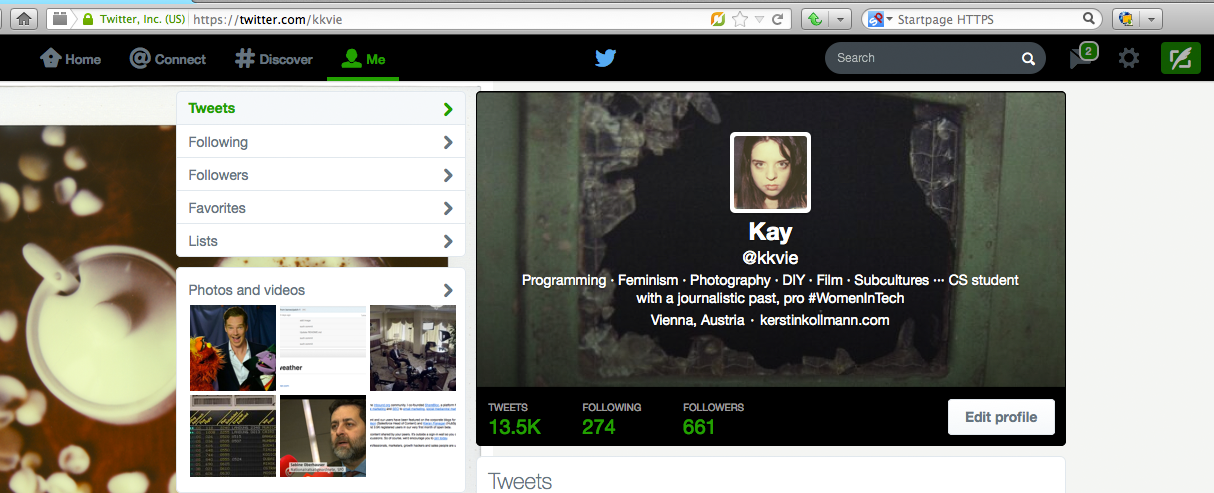 Twitter, Inc. (US) https://twitter.com/kkvie
Startpage HTTPS
Home
Connect
Discover
Me
Search
2
Tweets
Following
Followers
Favorites
Lists
Photos and videos
weather
Kay
@kkvie
Programming · Feminism · Photography · DIY · Film · Subcultures ··· CS student
with a journalistic past, pro #WomenInTech
Vienna, Austria · kerstinkollmann.com
TWEETS
FOLLOWING
FOLLOWERS
13.5K
274
661
Edit profile
Tweets